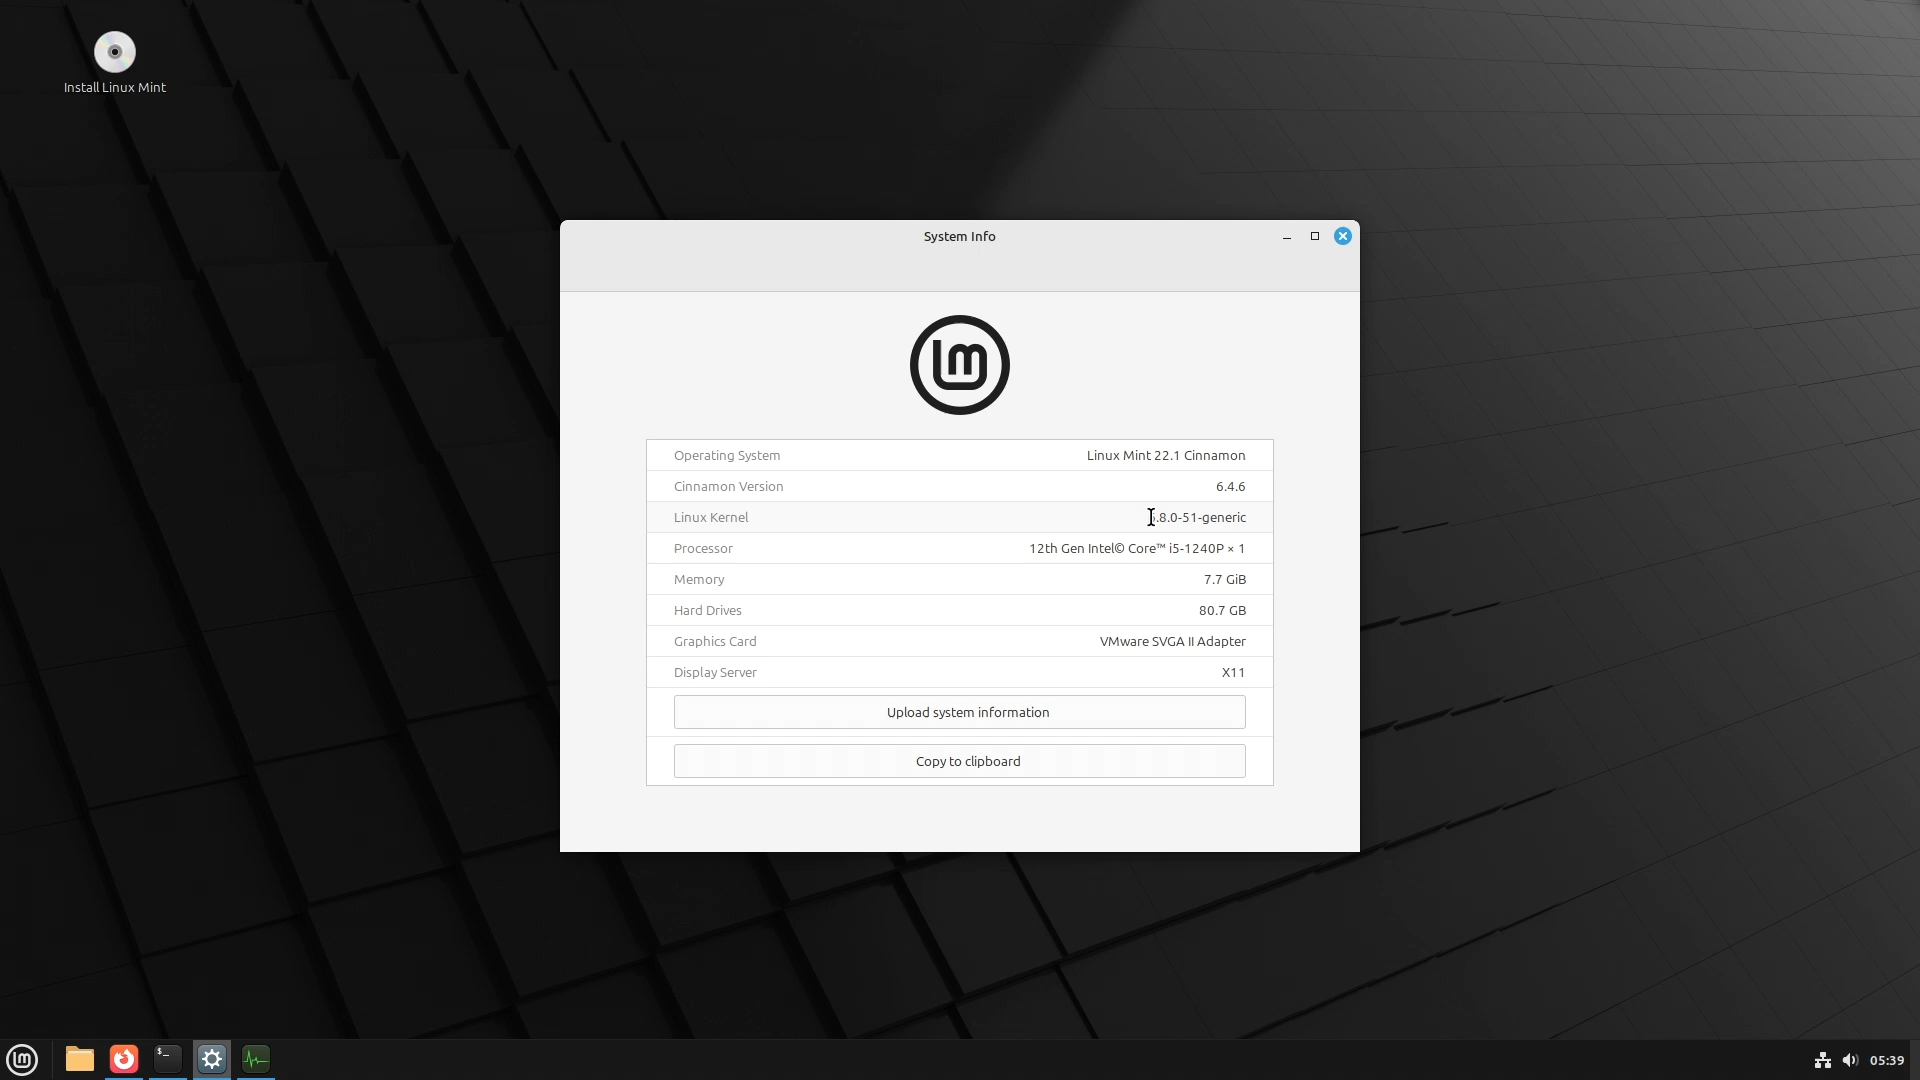 Install Linux Mint
System Info
lm
Operating System Linux Mint 22.1 Cinnamon
Cinnamon Version 6.4.6
Linux Kernel .8.0-51-generic
Processor 12th Gen Intel© Core™ i5-1240P × 1
Memory 7.7 GiB
Hard Drives 80.7 GB
Graphics Card VMware SVGA II Adapter
Display Server X11
Upload system information
Copy to clipboard
lm
$_
05:39